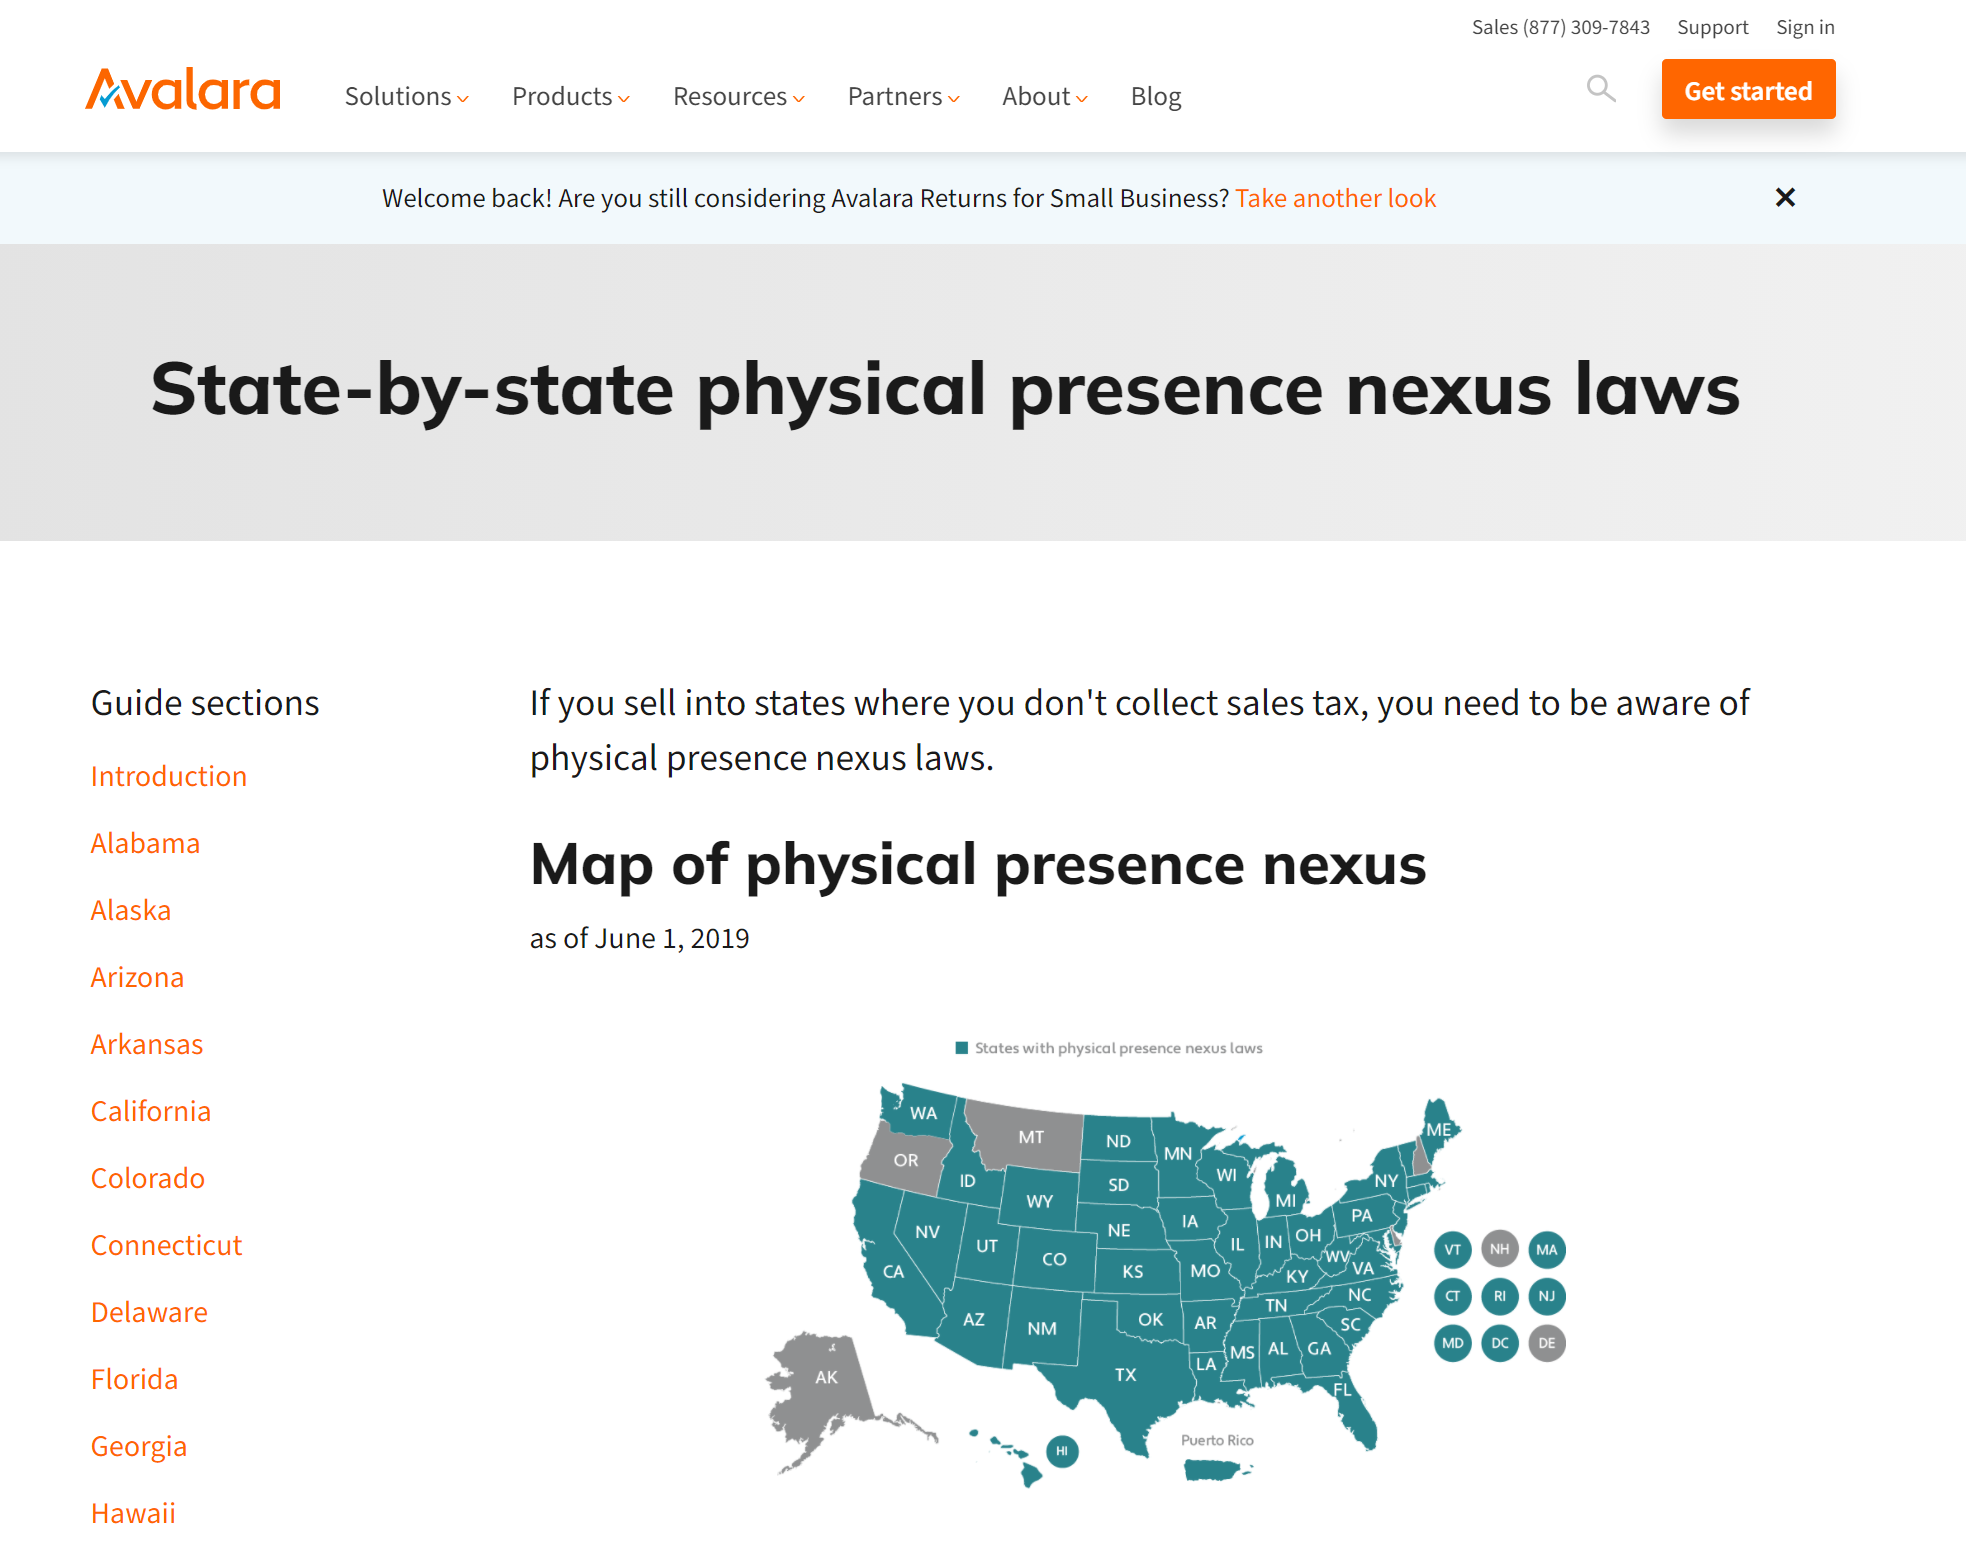 Sales (877) 309-7843 Support Sign in
Avalara Solutions Products Resources Partners About Blog Get started
Welcome back! Are you still considering Avalara Returns for Small Business? Take another look
State-by-state physical presence nexus laws
Guide sections
Introduction
Alabama
Alaska
Arizona
Arkansas
California
Colorado
Connecticut
Delaware
Florida
Georgia
Hawaii
If you sell into states where you don't collect sales tax, you need to be aware of
physical presence nexus laws.
Map of physical presence nexus
as of June 1, 2019
States with physical presence nexus laws
WA
MT
ND
MN
ME
OR
ID
SD
WI
NY
WY
MI
PA
NV
NE
IA
UT
CO
IL
IN
OH
WV
VA
CA
KS
MO
KY
NC
AZ
NM
OK
AR
TN
SC
TX
LA
MS
AL
GA
FL
AK
HI
VT NH MA
CT RI NJ
MD DC DE
Puerto Rico